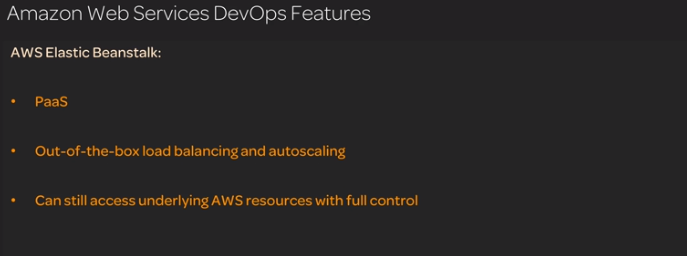 Amazon Web Services DevOps Features
AWS Elastic Beanstalk:
• PaaS
• Out-of-the-box load balancing and autoscaling
• Can still access underlying AWS resources with full control